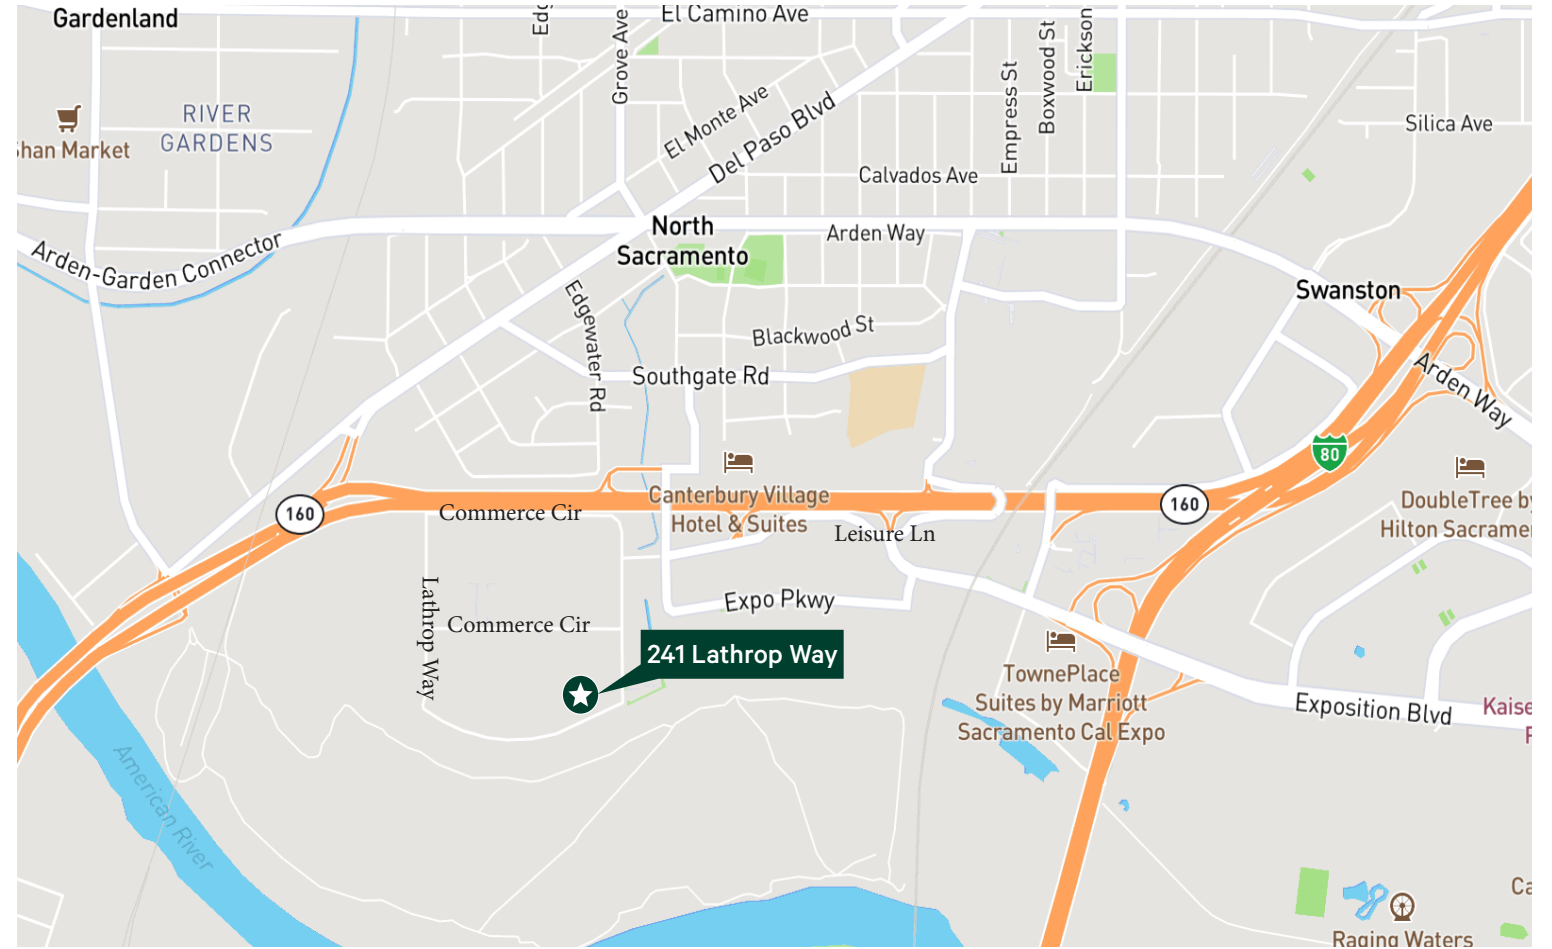 Gardenland
Edg
El Camino Ave
Grove Ave
Erickson
Boxwood St
Empress St
RIVER
GARDENS
han Market
El Monte Ave
Del Paso Blvd
Silica Ave
Calvados Ave
North
Sacramento
Arden Way
Arden-Garden Connector
Swanston
Edgewater Rd
Blackwood St
Southgate Rd
Arden Way
80
Canterbury Village
Hotel & Suites
DoubleTree by
Hilton Sacramen
160
160
Commerce Cir
Leisure Ln
Lathrop Way
Expo Pkwy
Commerce Cir
241 Lathrop Way
TownePlace
Suites by Marriott
Sacramento Cal Expo
Exposition Blvd
Kaise
American River
Ca
Raging Waters